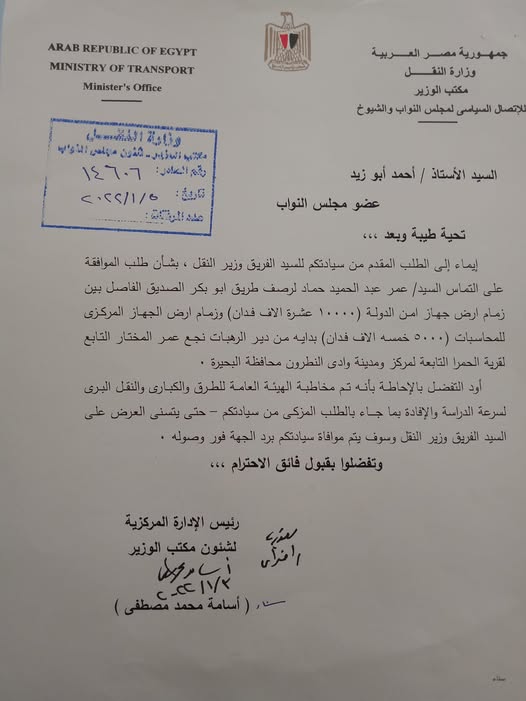 ARAB REPUBLIC OF EGYPT
MINISTRY OF TRANSPORT
Minister's Office
جمهورية مصر العربية
وزارة النقل
مكتب الوزير
للإتصال السياسى لمجلس النواب والشيوخ
وزارة النقل
مكتب الوزير - شئون مجلس النواب
رقم الصادر: ١٤٦٠٦
تاريخ: ٢٠٢٢/١/٥
عدد المرفقات:
السيد الأستاذ / أحمد أبو زيد
عضو مجلس النواب
تحية طيبة وبعد ،،،
إيماء إلى الطلب المقدم من سيادتكم للسيد الفريق وزير النقل ، بشأن طلب الموافقة
على التماس السيد/ عمر عبد الحميد حماد لرصف طريق ابو بكر الصديق الفاصل بين
زمام ارض جهاز امن الدولة (١٠٠٠٠ عشرة الاف فدان) وزمام ارض الجهاز المركزى
للمحاسبات (٥٠٠٠ خمسه الاف فدان) بدايه من دير الرهبات نجع عمر المختار التابع
لقرية الحمرا التابعة لمركز ومدينة وادى النطرون محافظة البحيرة .
أود التفضل بالإحاطة بأنه تم مخاطبة الهيئة العامة للطرق والكبارى والنقل البرى
لسرعة الدراسة والإفادة بما جاء بالطلب المزكى من سيادتكم – حتى يتسنى العرض على
السيد الفريق وزير النقل وسوف يتم موافاة سيادتكم برد الجهة فور وصوله .
وتفضلوا بقبول فائق الاحترام ،،،
رئيس الإدارة المركزية
لشئون مكتب الوزير
أسامة مصطفى
٢٠٢٢/١/٣
( أسامة محمد مصطفى )
صفاء